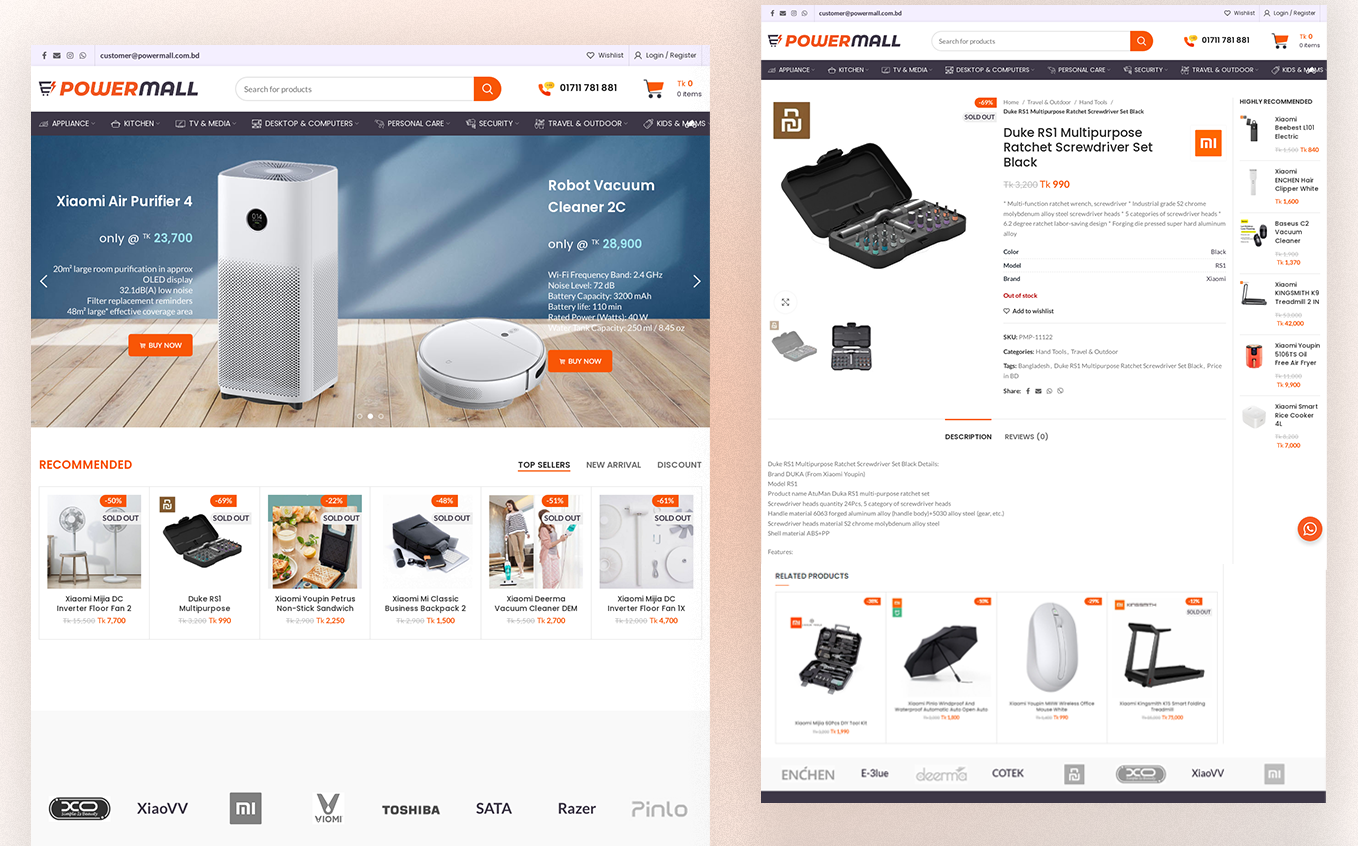 customer@powermall.com.bd
Wishlist
Login / Register
POWERMALL
Search for products
01711 781 881
Tk 0
0 items
APPLIANCE
KITCHEN
TV & MEDIA
DESKTOP & COMPUTERS
PERSONAL CARE
SECURITY
TRAVEL & OUTDOOR
KIDS & MOMS
Xiaomi Air Purifier 4
only @ TK 23,700
20m² large room purification in approx
OLED display
32.1dB(A) low noise
Filter replacement reminders
48m² large* effective coverage area
BUY NOW
Robot Vacuum
Cleaner 2C
only @ TK 28,900
Wi-Fi Frequency Band: 2.4 GHz
Noise Level: 72 dB
Battery Capacity: 3200 mAh
Battery life: 110 min
Rated Power (Watts): 40 W
Water Tank Capacity: 250 ml / 8.45 oz
BUY NOW
RECOMMENDED
TOP SELLERS
NEW ARRIVAL
DISCOUNT
-50%
SOLD OUT
Xiaomi Mijia DC
Inverter Floor Fan 2
Tk 15,500 Tk 7,700
-69%
SOLD OUT
Duke RS1
Multipurpose
Tk 3,200 Tk 990
-22%
SOLD OUT
Xiaomi Youpin Petrus
Non-Stick Sandwich
Tk 2,900 Tk 2,250
-48%
SOLD OUT
Xiaomi Mi Classic
Business Backpack 2
Tk 2,900 Tk 1,500
-51%
SOLD OUT
Xiaomi Deerma
Vacuum Cleaner DEM
Tk 5,500 Tk 2,700
-61%
SOLD OUT
Xiaomi Mijia DC
Inverter Floor Fan 1X
Tk 12,000 Tk 4,700
XO
XiaoVV
mi
VIOMI
TOSHIBA
SATA
Razer
Pinlo
customer@powermall.com.bd
Wishlist
Login / Register
POWERMALL
Search for products
01711 781 881
Tk 0
0 items
APPLIANCE
KITCHEN
TV & MEDIA
DESKTOP & COMPUTERS
PERSONAL CARE
SECURITY
TRAVEL & OUTDOOR
KIDS & MOMS
-69%
SOLD OUT
Home / Travel & Outdoor / Hand Tools /
Duke RS1 Multipurpose Ratchet Screwdriver Set Black
Duke RS1 Multipurpose
Ratchet Screwdriver Set
Black
mi
Tk 3,200 Tk 990
* Multi-function ratchet wrench, screwdriver * Industrial grade S2 chrome
molybdenum alloy steel screwdriver heads * 5 categories of screwdriver heads *
6.2 degree ratchet labor-saving design * Forging die pressed super hard aluminum
alloy
Color Black
Model RS1
Brand Xiaomi
Out of stock
Add to wishlist
SKU: PMP-11122
Categories: Hand Tools, Travel & Outdoor
Tags: Bangladesh, Duke RS1 Multipurpose Ratchet Screwdriver Set Black, Price
in BD
Share:
HIGHLY RECOMMENDED
Xiaomi
Beebest L101
Electric
Tk 1,500 Tk 840
Xiaomi
ENCHEN Hair
Clipper White
Tk 1,600
Baseus C2
Vacuum
Cleaner
Tk 1,900
Tk 1,370
Xiaomi
KINGSMITH K9
Treadmill 2 IN
Tk 53,000
Tk 42,000
Xiaomi Youpin
5106TS Oil
Free Air Fryer
Tk 11,000
Tk 9,900
Xiaomi Smart
Rice Cooker
4L
Tk 8,200
Tk 7,000
DESCRIPTION
REVIEWS (0)
Duke RS1 Multipurpose Ratchet Screwdriver Set Black Details:
Brand DUKA (From Xiaomi Youpin)
Model RS1
Product name AtuMan Duka RS1 multi-purpose ratchet set
Screwdriver heads quantity 24Pcs, 5 category of screwdriver heads
Handle material 6063 forged aluminum alloy (handle body)+5030 alloy steel (gear, etc.)
Screwdriver heads material S2 chrome molybdenum alloy steel
Shell material ABS+PP
Features:
RELATED PRODUCTS
-38%
mi
Xiaomi Mijia 60Pcs DIY Tool Kit
Tk 1,990
mi
-30%
Xiaomi Pinlo Windproof And
Waterproof Automatic Auto Open Auto
Tk 1,800
-29%
Xiaomi Youpin MIIIW Wireless Office
Mouse White
Tk 990
mi KINGSMITH
-12%
SOLD OUT
Xiaomi Kingsmith K15 Smart Folding
Treadmill
Tk 75,000
ENCHEN
E-3lue
deerma
COTEK
XO
XiaoVV
mi